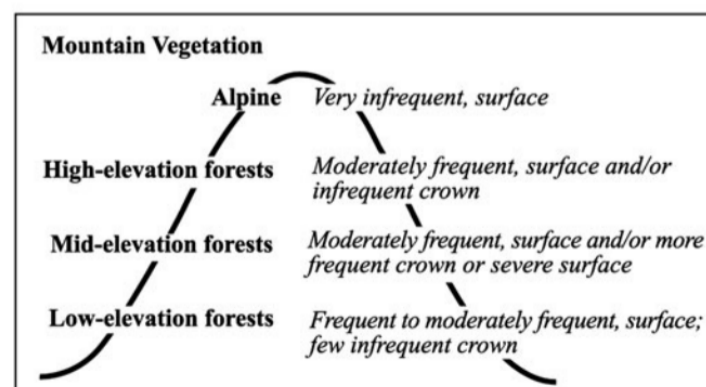 Mountain Vegetation
Alpine Very infrequent, surface
High-elevation forests Moderately frequent, surface and/or
infrequent crown
Mid-elevation forests Moderately frequent, surface and/or more
frequent crown or severe surface
Low-elevation forests Frequent to moderately frequent, surface;
few infrequent crown